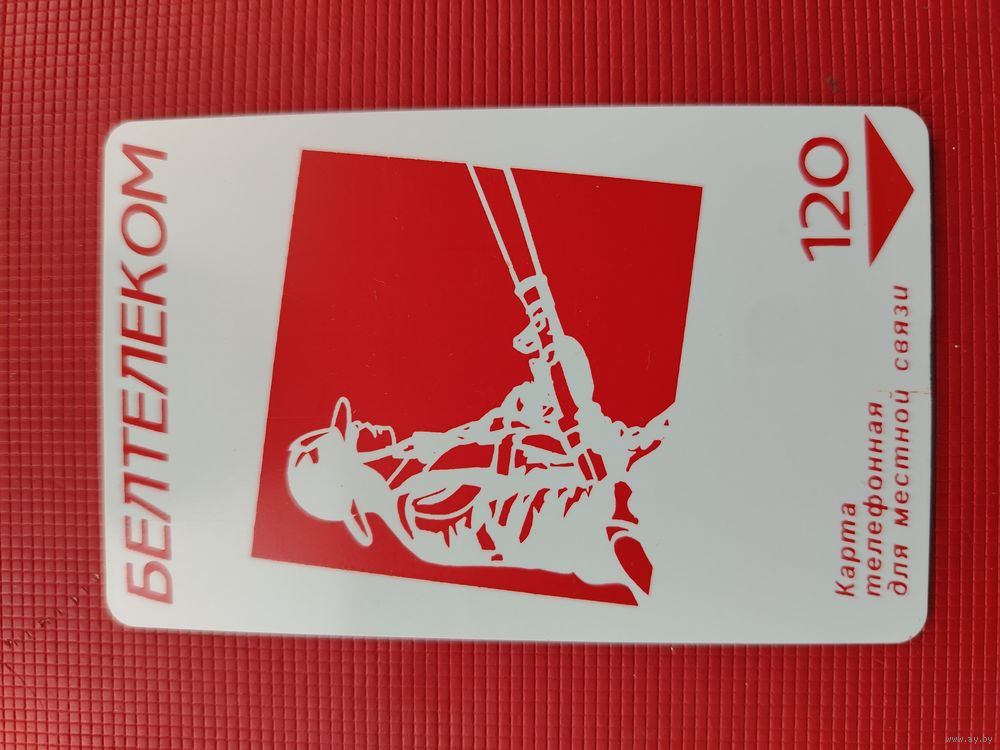 БЕЛТЕЛЕКОМ
120
Карта
телефонная
для местной связи
www.ay.by